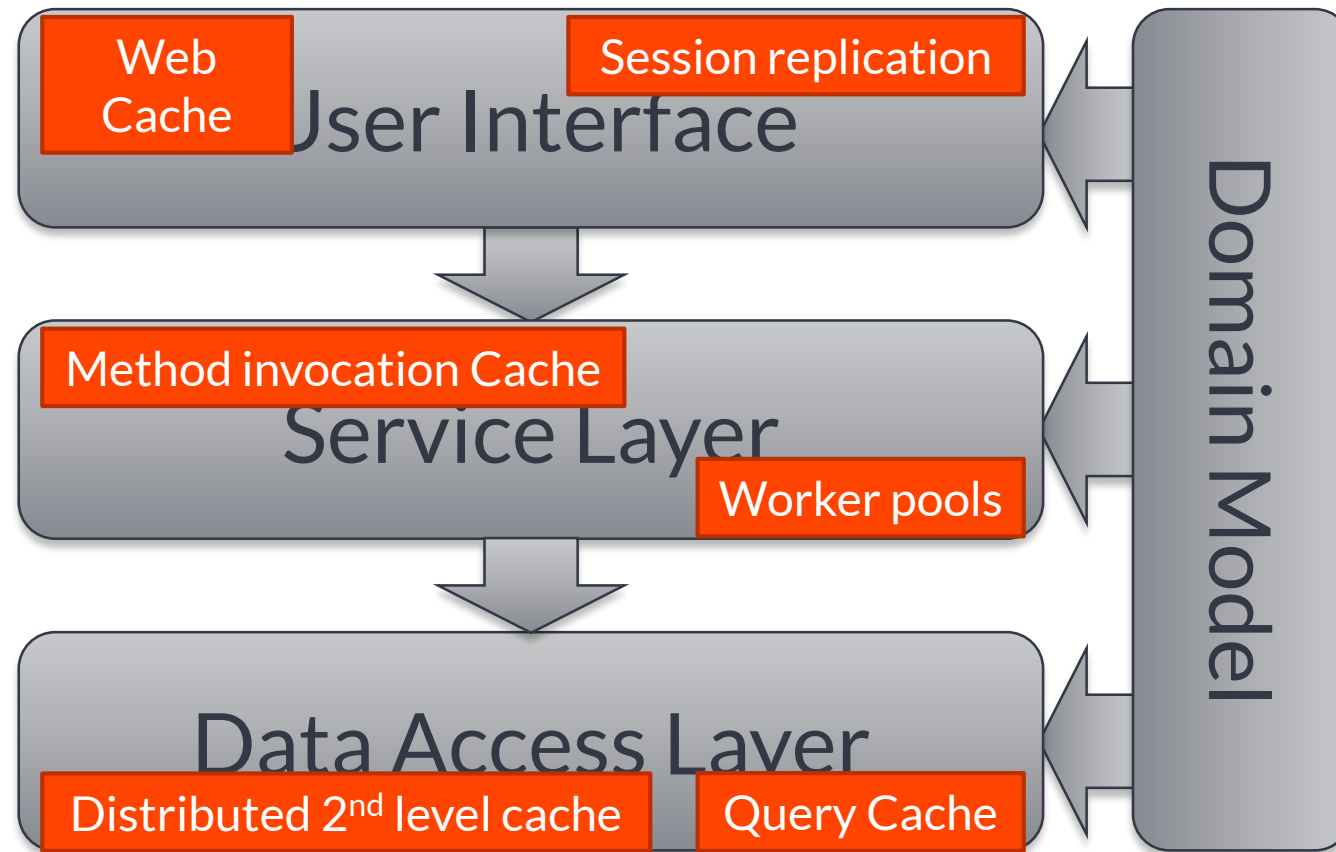 Web
Cache
Session replication
User Interface
Method invocation Cache
Service Layer
Worker pools
Data Access Layer
Distributed 2nd level cache
Query Cache
Domain Model